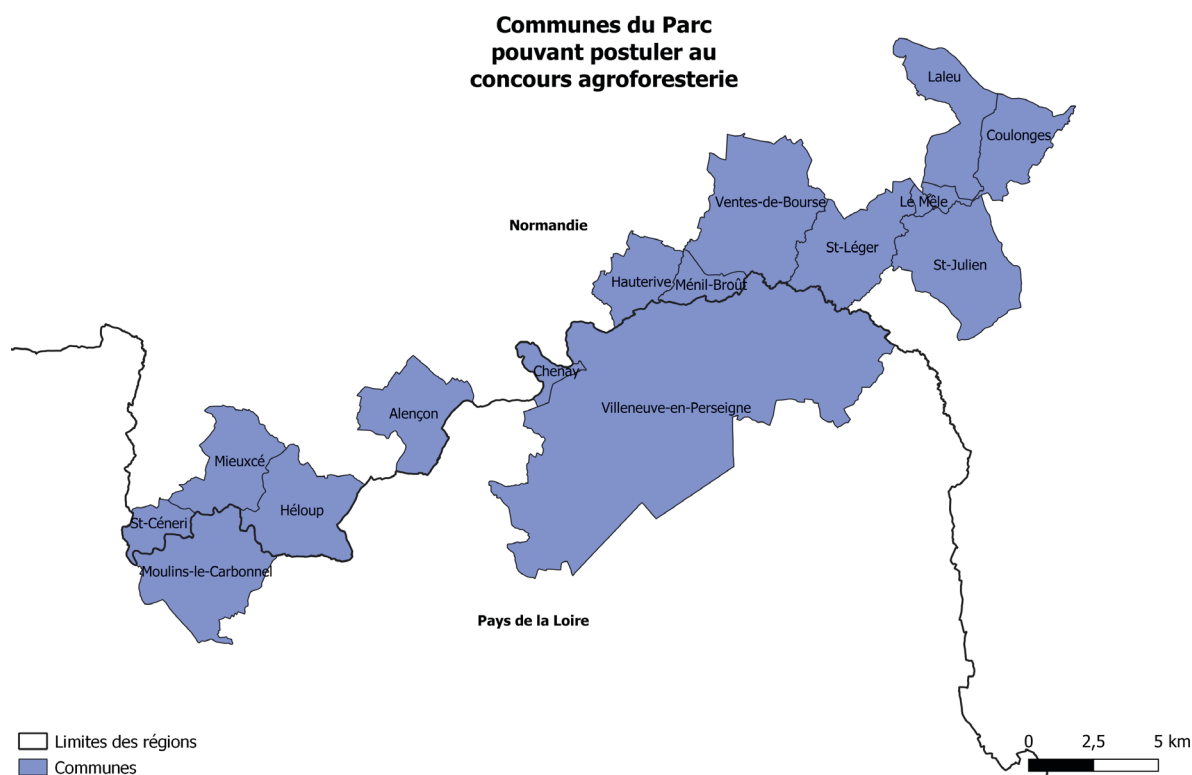 Communes du Parc
pouvant postuler au
concours agroforesterie
Laleu
Coulonges
Ventes-de-Bourse
Le Mêle
Normandie
St-Léger
St-Julien
Hauterive
Ménil-Broût
Chenay
Villeneuve-en-Perseigne
Alençon
Mieuxcé
Héloup
St-Céneri
Moulins-le-Carbonnel
Pays de la Loire
Limites des régions
Communes
0 2,5 5 km